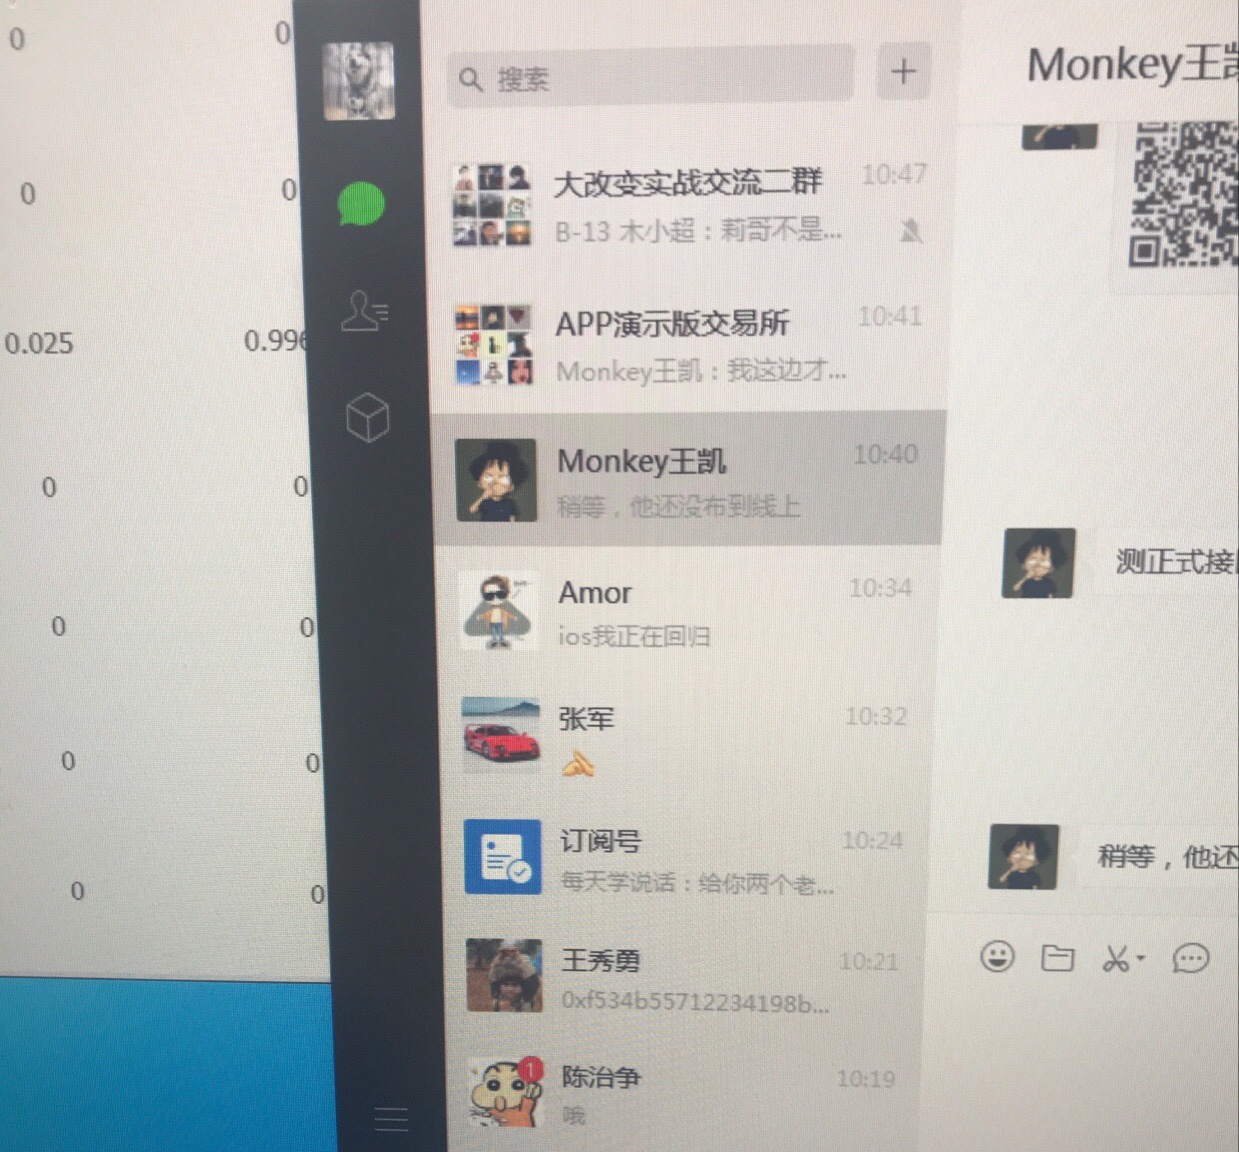 0 0
0 0
0.025 0.996
0 0
0 0
0 0
0 0
搜索
大改变实战交流二群 10:47
B-13 木小超：莉哥不是...
APP演示版交易所 10:41
Monkey王凯：我这边才...
Monkey王凯 10:40
稍等，他还没布到线上
Amor 10:34
ios我正在回归
张军 10:32
订阅号 10:24
每天学说话：给你两个老...
王秀勇 10:21
0xf534b55712234198b...
陈治争 10:19
1
哦
Monkey王凯
测正式接
稍等，他还